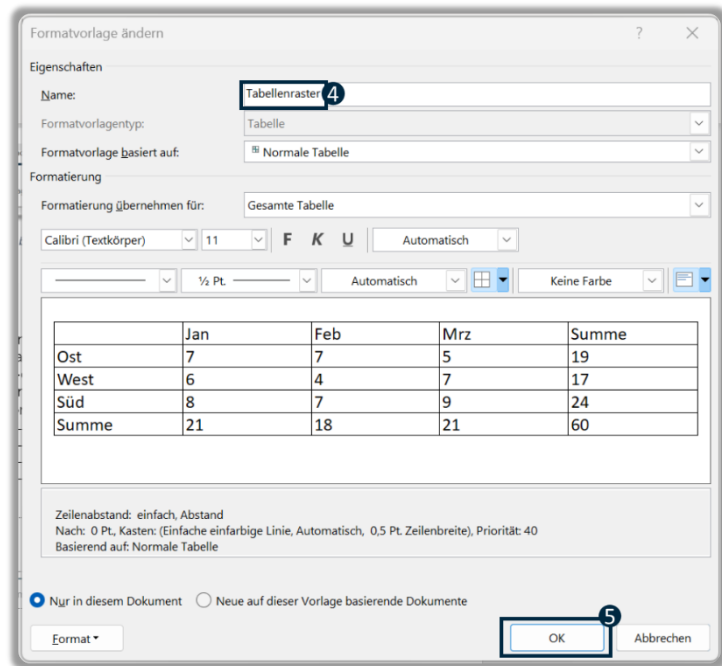 Formatvorlage ändern ?
Eigenschaften
Name: Tabellenraster 4
Formatvorlagentyp: Tabelle
Formatvorlage basiert auf: Normale Tabelle
Formatierung
Formatierung übernehmen für: Gesamte Tabelle
Calibri (Textkörper) 11 F K U Automatisch
½ Pt. Automatisch Keine Farbe
Jan Feb Mrz Summe
Ost 7 7 5 19
West 6 4 7 17
Süd 8 7 9 24
Summe 21 18 21 60
Zeilenabstand: einfach, Abstand
Nach: 0 Pt., Kasten: (Einfache einfarbige Linie, Automatisch, 0,5 Pt. Zeilenbreite), Priorität: 40
Basierend auf: Normale Tabelle
Nur in diesem Dokument Neue auf dieser Vorlage basierende Dokumente
5
Format OK Abbrechen